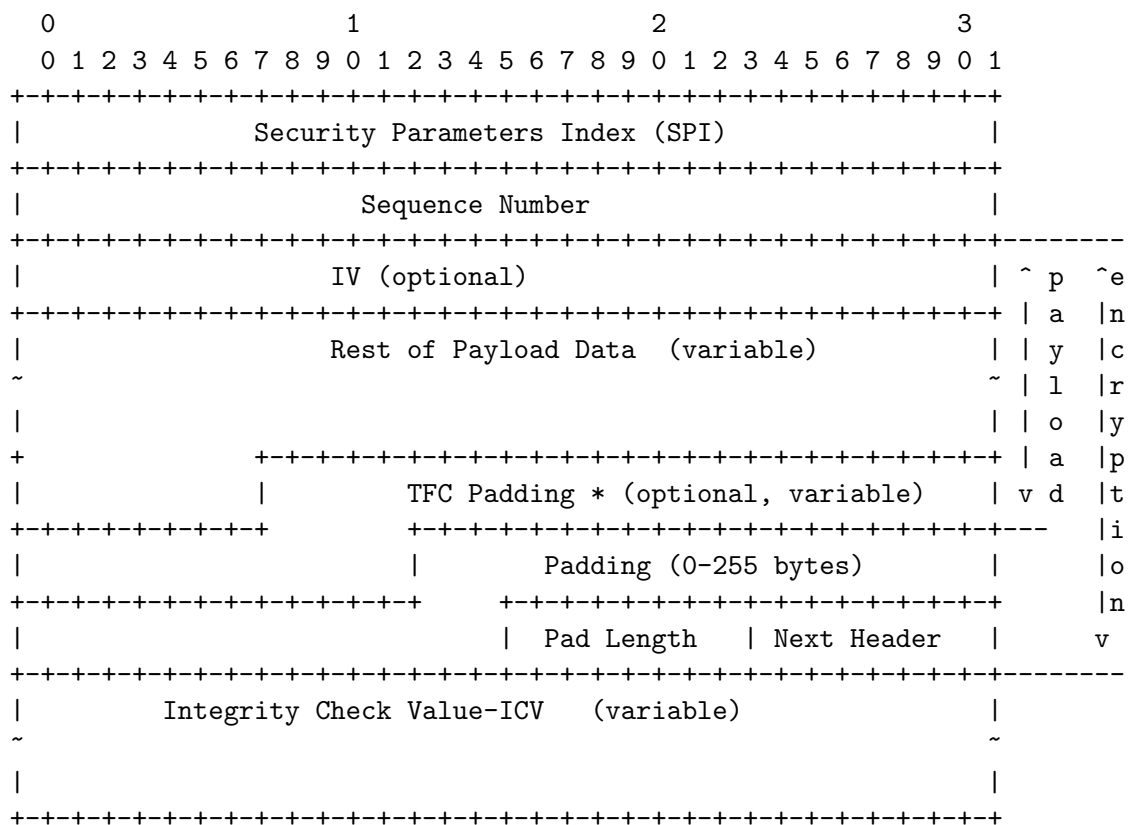 0                   1                   2                   3
 0 1 2 3 4 5 6 7 8 9 0 1 2 3 4 5 6 7 8 9 0 1 2 3 4 5 6 7 8 9 0 1
+-+-+-+-+-+-+-+-+-+-+-+-+-+-+-+-+-+-+-+-+-+-+-+-+-+-+-+-+-+-+-+-+
|               Security Parameters Index (SPI)                 |
+-+-+-+-+-+-+-+-+-+-+-+-+-+-+-+-+-+-+-+-+-+-+-+-+-+-+-+-+-+-+-+-+
|                      Sequence Number                          |
+-+-+-+-+-+-+-+-+-+-+-+-+-+-+-+-+-+-+-+-+-+-+-+-+-+-+-+-+-+-+-+-+--------
|                    IV (optional)                              | ^ p  ^e
+-+-+-+-+-+-+-+-+-+-+-+-+-+-+-+-+-+-+-+-+-+-+-+-+-+-+-+-+-+-+-+-+ | a  |n
|                    Rest of Payload Data  (variable)           | | y  |c
~                                                               ~ | l  |r
|                                                               | | o  |y
+               +-+-+-+-+-+-+-+-+-+-+-+-+-+-+-+-+-+-+-+-+-+-+-+-+ | a  |p
|               |         TFC Padding * (optional, variable)    | v d  |t
+-+-+-+-+-+-+-+-+         +-+-+-+-+-+-+-+-+-+-+-+-+-+-+-+-+-+-+-+---   |i
|                         |        Padding (0-255 bytes)        |      |o
+-+-+-+-+-+-+-+-+-+-+-+-+-+     +-+-+-+-+-+-+-+-+-+-+-+-+-+-+-+-+      |n
|                               |  Pad Length   | Next Header   |      v
+-+-+-+-+-+-+-+-+-+-+-+-+-+-+-+-+-+-+-+-+-+-+-+-+-+-+-+-+-+-+-+-+--------
|         Integrity Check Value-ICV   (variable)                |
~                                                               ~
|                                                               |
+-+-+-+-+-+-+-+-+-+-+-+-+-+-+-+-+-+-+-+-+-+-+-+-+-+-+-+-+-+-+-+-+